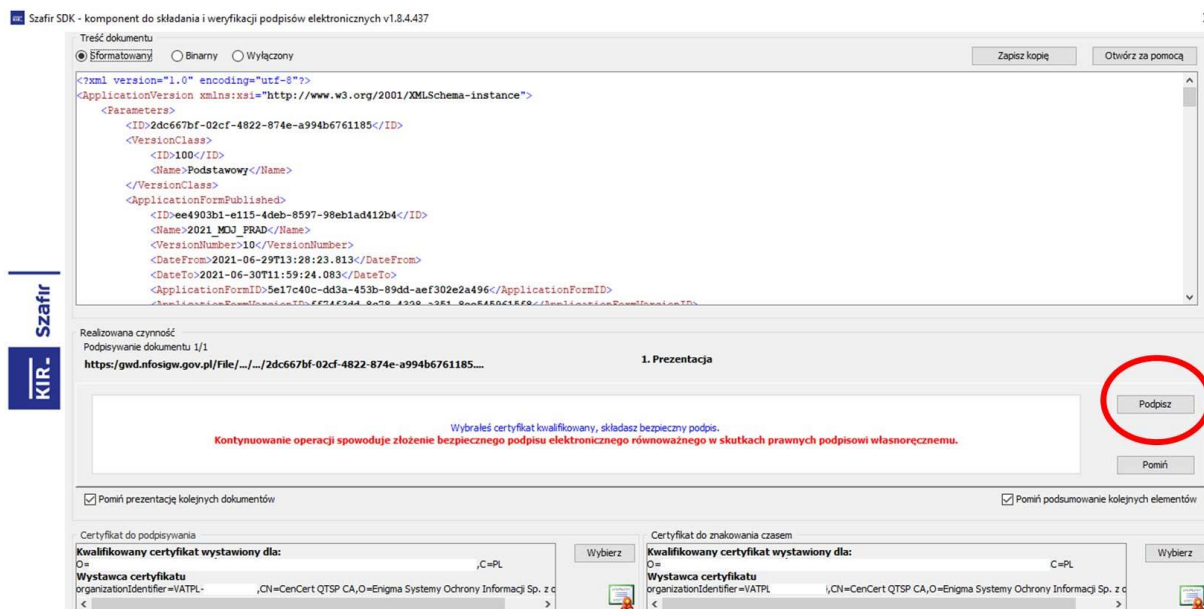 Szafir SDK - komponent do składania i weryfikacji podpisów elektronicznych v1.8.4.437
Treść dokumentu
Sformatowany Binarny Wyłączony Zapisz kopię Otwórz za pomocą
<?xml version="1.0" encoding="utf-8"?>
<ApplicationVersion xmlns:xsi="http://www.w3.org/2001/XMLSchema-instance">
<Parameters>
<ID>2dc667bf-02cf-4822-874e-a994b6761185</ID>
<VersionClass>
<ID>100</ID>
<Name>Podstawowy</Name>
</VersionClass>
<ApplicationFormPublished>
<ID>ee4903b1-e115-4deb-8597-98eb1ad412b4</ID>
<Name>2021_MOJ_PRAD</Name>
<VersionNumber>10</VersionNumber>
<DateFrom>2021-06-29T13:28:23.813</DateFrom>
<DateTo>2021-06-30T11:59:24.083</DateTo>
<ApplicationFormID>5e17c40c-dd3a-453b-89dd-aef302e2a496</ApplicationFormID>
KIR. Szafir
Realizowana czynność
Podpisywanie dokumentu 1/1
https:/gwd.nfosigw.gov.pl/File/.../.../2dc667bf-02cf-4822-874e-a994b6761185....
1. Prezentacja
Podpisz
Wybrałeś certyfikat kwalifikowany, składasz bezpieczny podpis.
Kontynuowanie operacji spowoduje złożenie bezpiecznego podpisu elektronicznego równoważnego w skutkach prawnych podpisowi własnoręcznemu.
Pomiń
Pomiń prezentację kolejnych dokumentów
Pomiń podsumowanie kolejnych elementów
Certyfikat do podpisywania
Kwalifikowany certyfikat wystawiony dla:
O= ,C=PL
Wystawca certyfikatu
organizationIdentifier=VATPL- ,CN=CenCert QTSP CA,O=Enigma Systemy Ochrony Informacji Sp. z o
Wybierz
Certyfikat do znakowania czasem
Kwalifikowany certyfikat wystawiony dla:
O= C=PL
Wystawca certyfikatu
organizationIdentifier=VATPL ,CN=CenCert QTSP CA,O=Enigma Systemy Ochrony Informacji Sp. z o
Wybierz